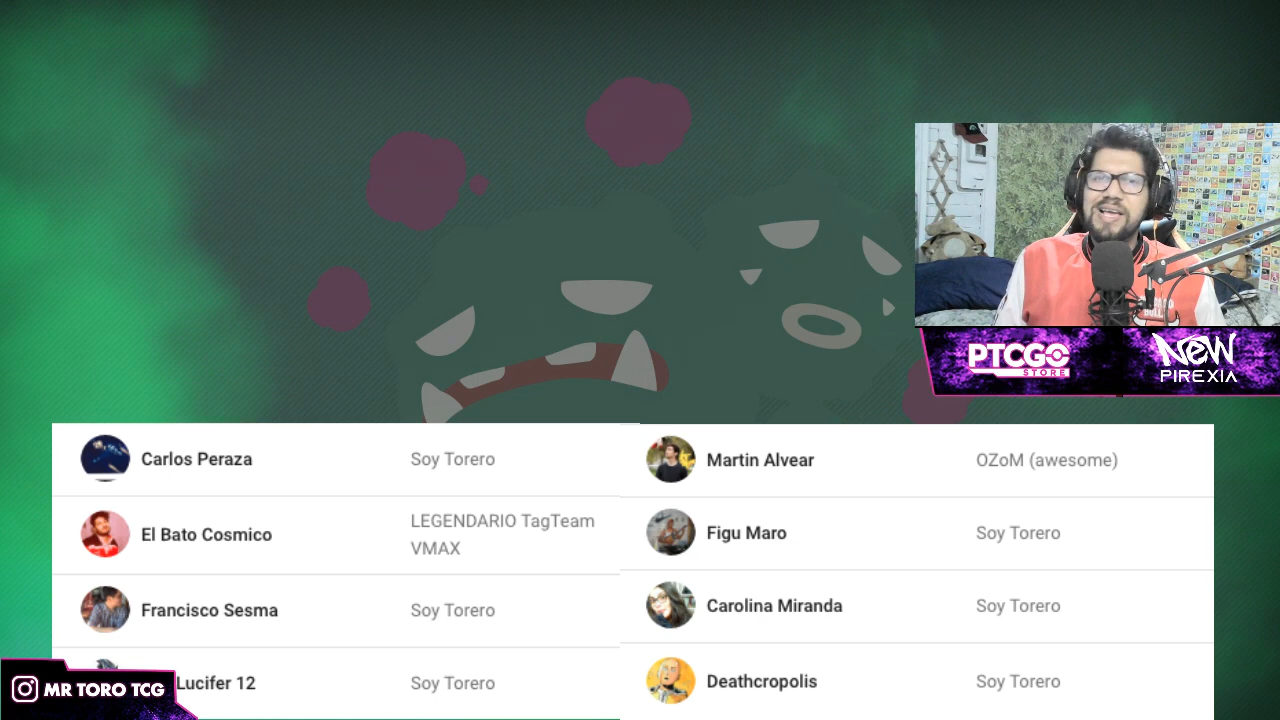 PTCGO
STORE
NEW
PIREXIA
Carlos Peraza
Soy Torero
El Bato Cosmico
LEGENDARIO TagTeam
VMAX
Francisco Sesma
Soy Torero
Lucifer 12
Soy Torero
Martin Alvear
OZoM (awesome)
Figu Maro
Soy Torero
Carolina Miranda
Soy Torero
Deathcropolis
Soy Torero
MR TORO TCG